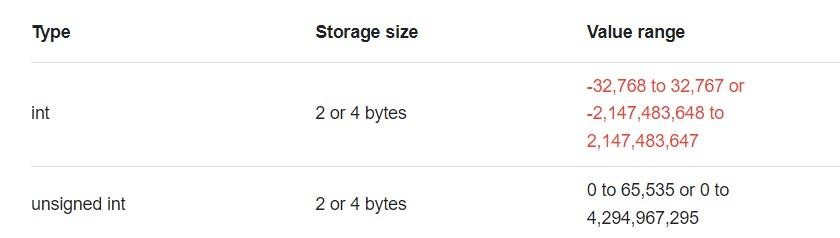 Type Storage size Value range
-32,768 to 32,767 or
int 2 or 4 bytes -2,147,483,648 to
2,147,483,647
0 to 65,535 or 0 to
unsigned int 2 or 4 bytes
4,294,967,295